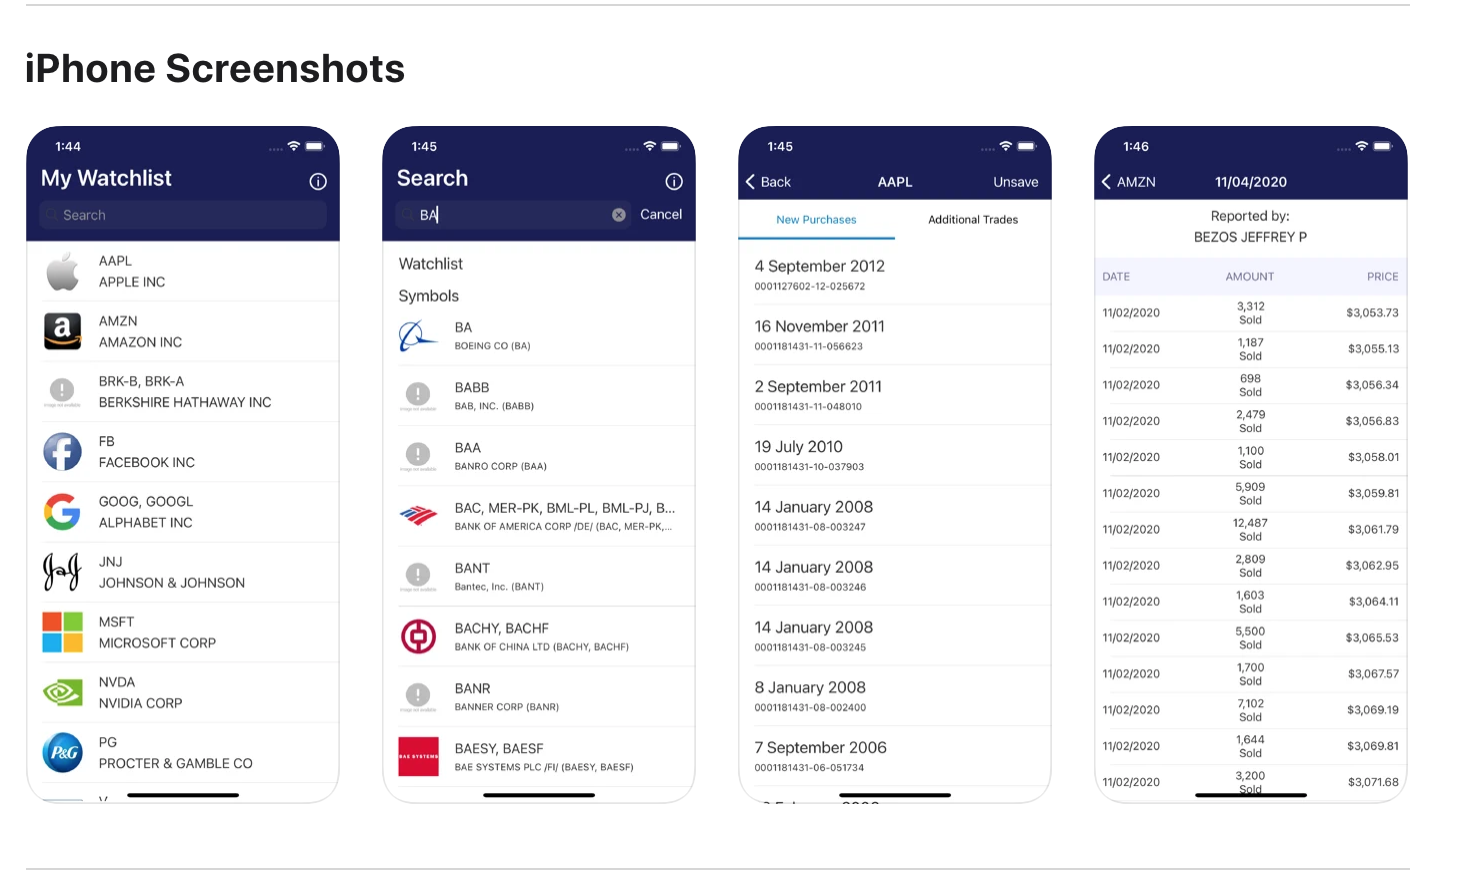 iPhone Screenshots
1:44
My Watchlist
Search
AAPL
APPLE INC
AMZN
AMAZON INC
BRK-B, BRK-A
BERKSHIRE HATHAWAY INC
FB
FACEBOOK INC
GOOG, GOOGL
ALPHABET INC
JNJ
JOHNSON & JOHNSON
MSFT
MICROSOFT CORP
NVDA
NVIDIA CORP
P&G
PG
PROCTER & GAMBLE CO
1:45
Search
BA
Cancel
Watchlist
Symbols
BA
BOEING CO (BA)
BABB
BAB, INC. (BABB)
BAA
BANRO CORP (BAA)
BAC, MER-PK, BML-PL, BML-PJ, B...
BANK OF AMERICA CORP /DE/ (BAC, MER-PK,...
BANT
Bantec, Inc. (BANT)
BACHY, BACHF
BANK OF CHINA LTD (BACHY, BACHF)
BANR
BANNER CORP (BANR)
BAE SYSTEMS
BAESY, BAESF
BAE SYSTEMS PLC /FI/ (BAESY, BAESF)
1:45
Back
AAPL
Unsave
New Purchases
Additional Trades
4 September 2012
0001127602-12-025672
16 November 2011
0001181431-11-056623
2 September 2011
0001181431-11-048010
19 July 2010
0001181431-10-037903
14 January 2008
0001181431-08-003247
14 January 2008
0001181431-08-003246
14 January 2008
0001181431-08-003245
8 January 2008
0001181431-08-002400
7 September 2006
0001181431-06-051734
1:46
AMZN
11/04/2020
Reported by:
BEZOS JEFFREY P
DATE AMOUNT PRICE
11/02/2020 3,312 Sold $3,053.73
11/02/2020 1,187 Sold $3,055.13
11/02/2020 698 Sold $3,056.34
11/02/2020 2,479 Sold $3,056.83
11/02/2020 1,100 Sold $3,058.01
11/02/2020 5,909 Sold $3,059.81
11/02/2020 12,487 Sold $3,061.79
11/02/2020 2,809 Sold $3,062.95
11/02/2020 1,603 Sold $3,064.11
11/02/2020 5,500 Sold $3,065.53
11/02/2020 1,700 Sold $3,067.57
11/02/2020 7,102 Sold $3,069.19
11/02/2020 1,644 Sold $3,069.81
11/02/2020 3,200 Sold $3,071.68